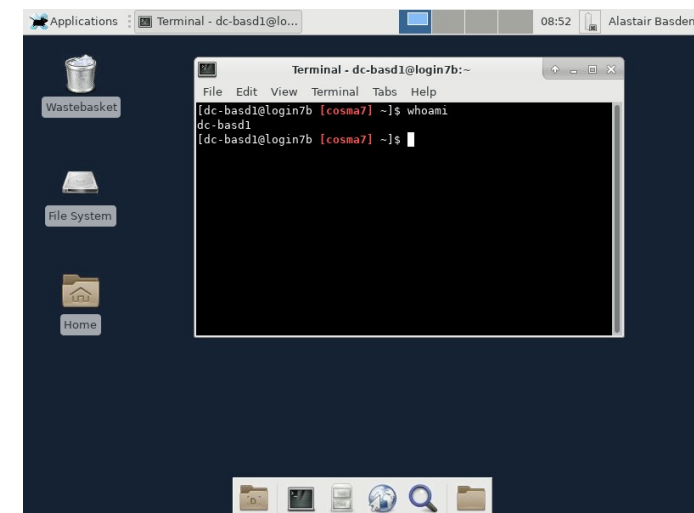 Applications
Terminal - dc-basd1@lo...
08:52
Alastair Basden
Wastebasket
File System
Home
Terminal - dc-basd1@login7b:~
File Edit View Terminal Tabs Help
[dc-basd1@login7b [cosma7] ~]$ whoami
dc-basd1
[dc-basd1@login7b [cosma7] ~]$